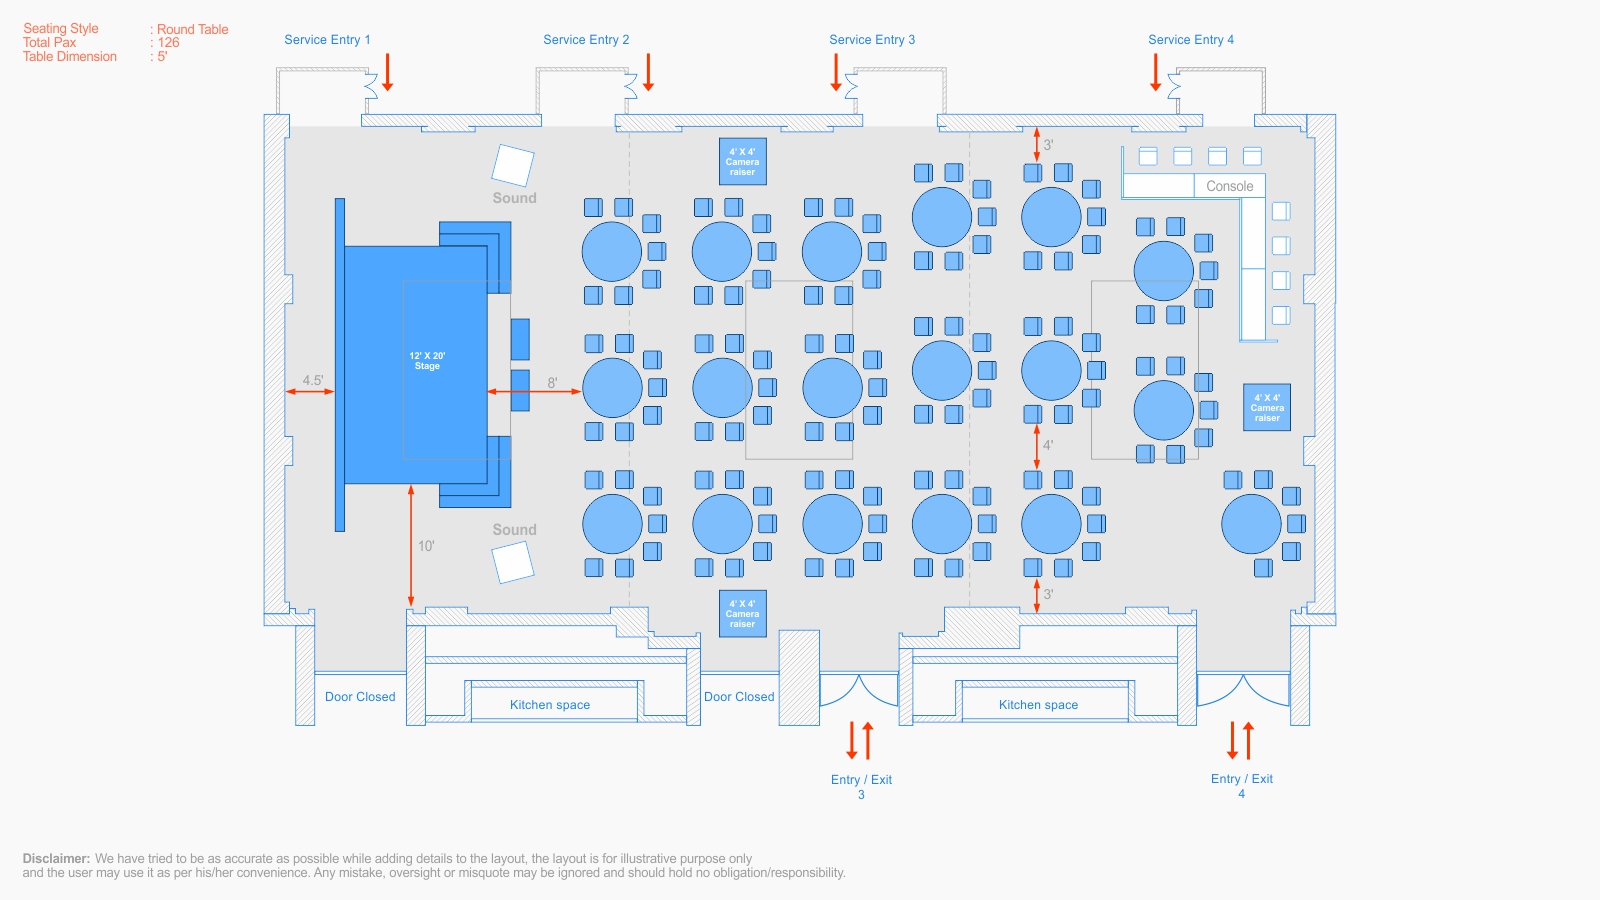 Seating Style : Round Table
Total Pax : 126
Table Dimension : 5'
Service Entry 1
Service Entry 2
Service Entry 3
Service Entry 4
4' X 4'
Camera
raiser
3'
Sound
Console
12' X 20'
Stage
4.5'
8'
4' X 4'
Camera
raiser
4'
Sound
10'
4' X 4'
Camera
raiser
3'
Door Closed
Kitchen space
Door Closed
Kitchen space
Entry / Exit
3
Entry / Exit
4
Disclaimer: We have tried to be as accurate as possible while adding details to the layout, the layout is for illustrative purpose only
and the user may use it as per his/her convenience. Any mistake, oversight or misquote may be ignored and should hold no obligation/responsibility.